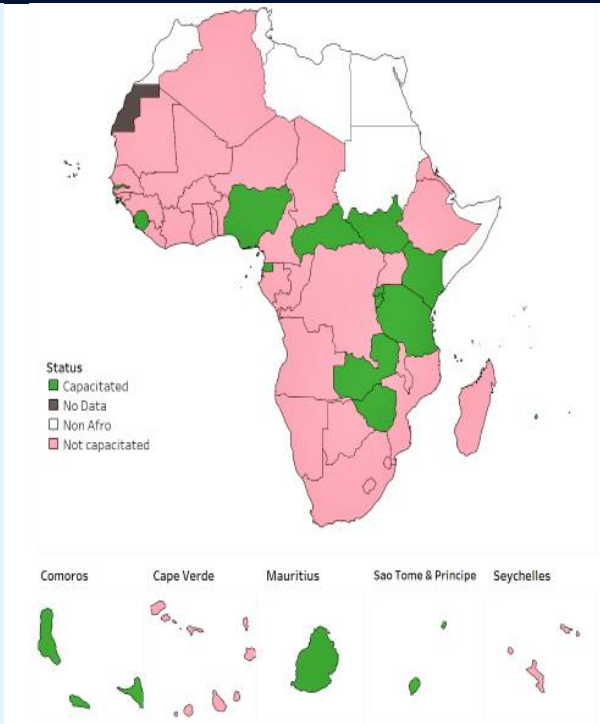 Status
Capacitated
No Data
Non Afro
Not capacitated
Comoros
Cape Verde
Mauritius
Sao Tome & Principe
Seychelles